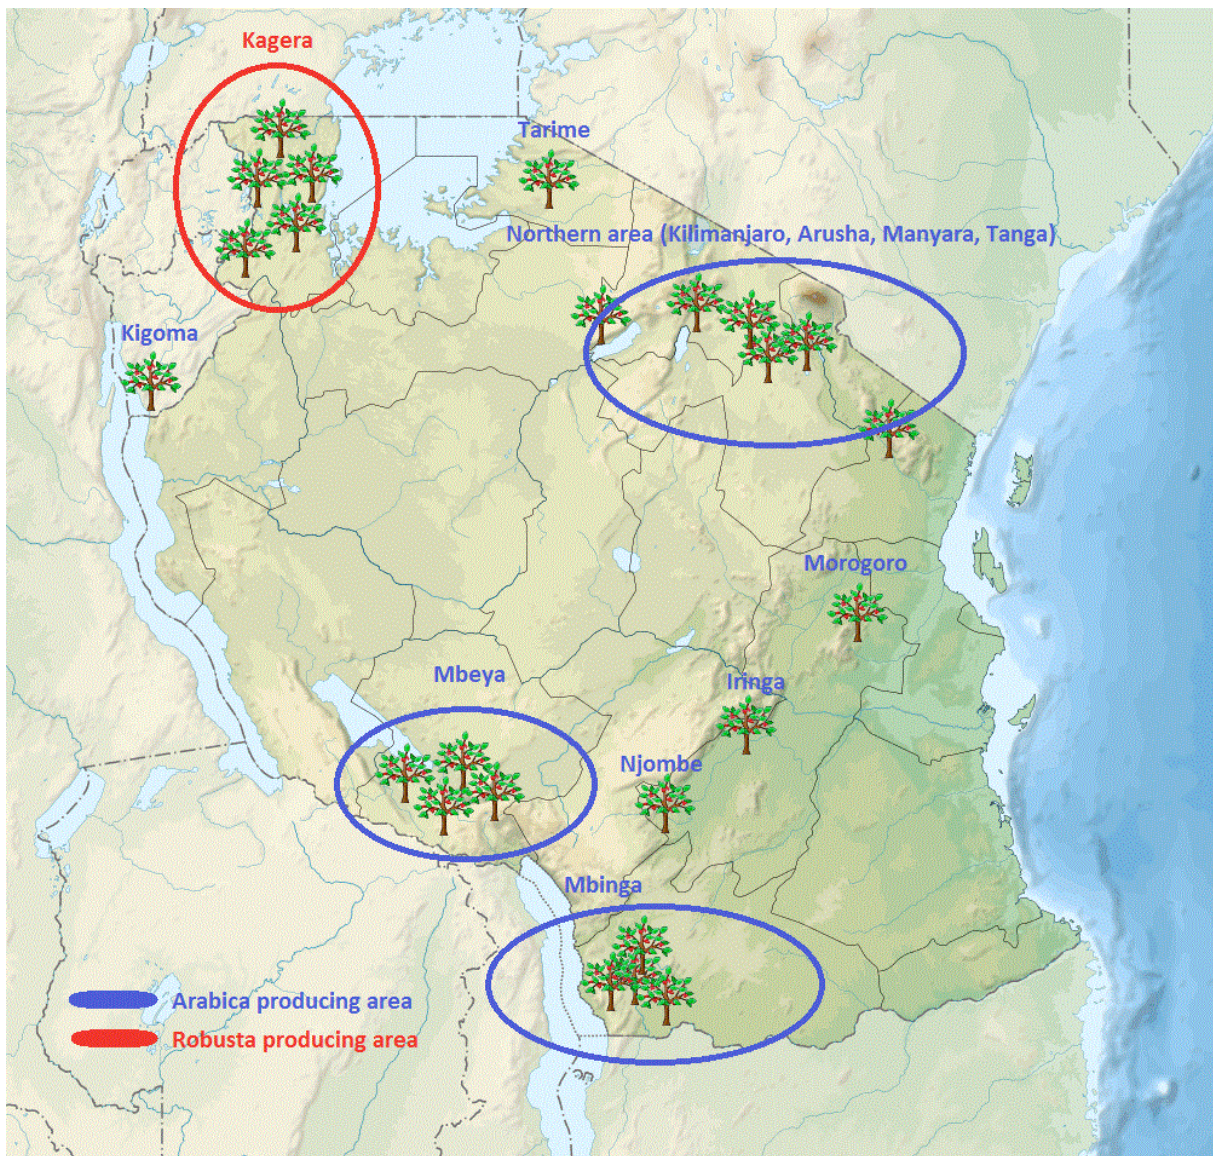 Kagera
Tarime
Northern area (Kilimanjaro, Arusha, Manyara, Tanga)
Kigoma
Morogoro
Mbeya
Iringa
Njombe
Mbinga
Arabica producing area
Robusta producing area